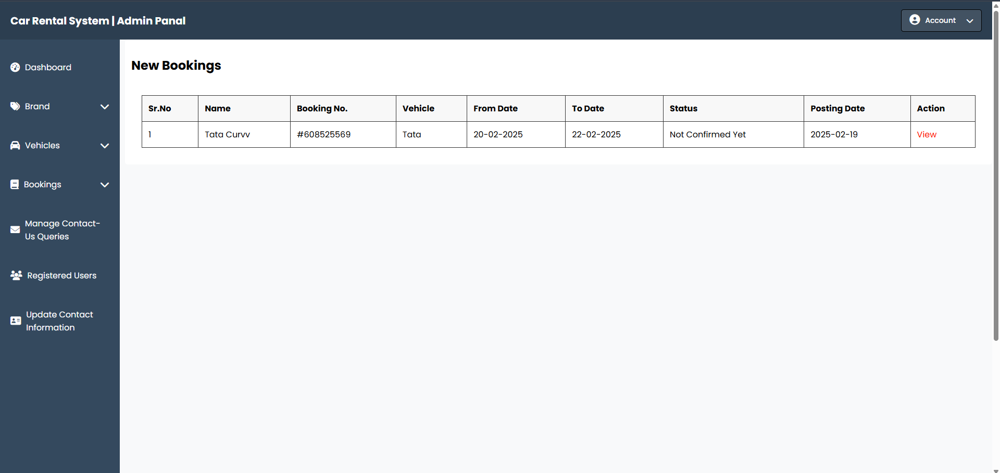 Car Rental System | Admin Panal
Account
Dashboard
Brand
Vehicles
Bookings
Manage Contact-
Us Queries
Registered Users
Update Contact
Information
New Bookings
Sr.No Name Booking No. Vehicle From Date To Date Status Posting Date Action
1 Tata Curvv #608525569 Tata 20-02-2025 22-02-2025 Not Confirmed Yet 2025-02-19 View